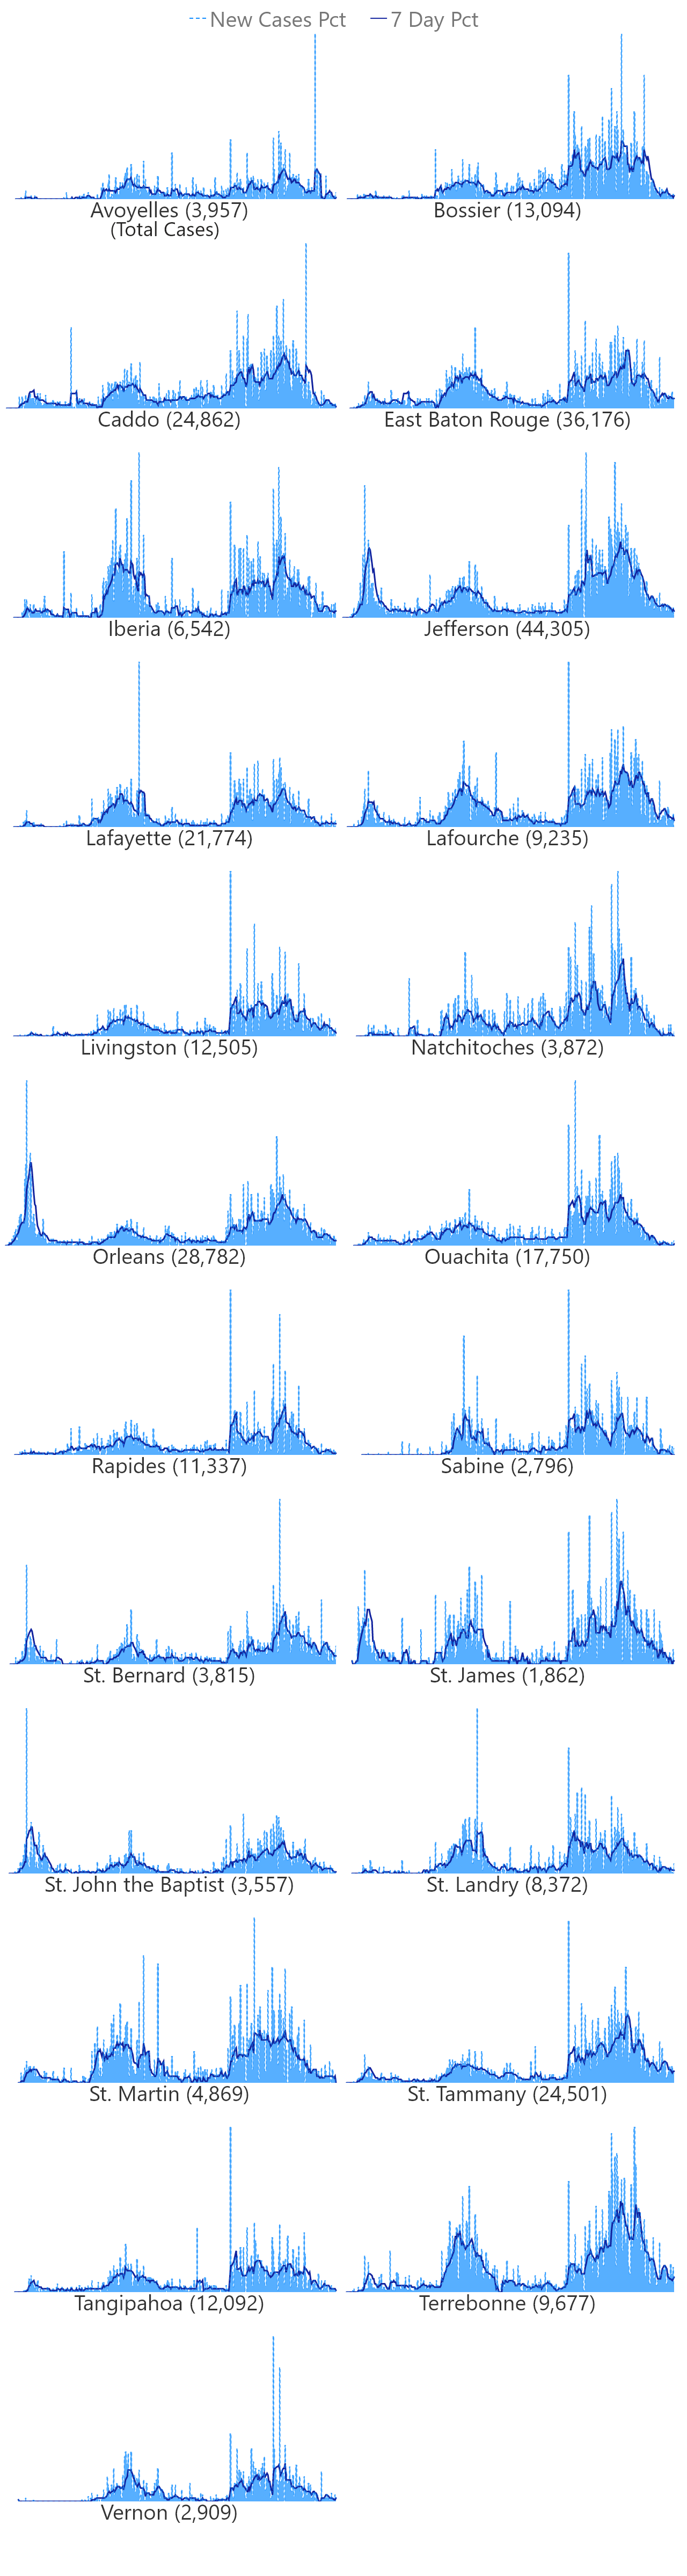 New Cases Pct 7 Day Pct
Avoyelles (3,957) Bossier (13,094)
(Total Cases)
Caddo (24,862) East Baton Rouge (36,176)
Iberia (6,542) Jefferson (44,305)
Lafayette (21,774) Lafourche (9,235)
Livingston (12,505) Natchitoches (3,872)
Orleans (28,782) Ouachita (17,750)
Rapides (11,337) Sabine (2,796)
St. Bernard (3,815) St. James (1,862)
St. John the Baptist (3,557) St. Landry (8,372)
St. Martin (4,869) St. Tammany (24,501)
Tangipahoa (12,092) Terrebonne (9,677)
Vernon (2,909)